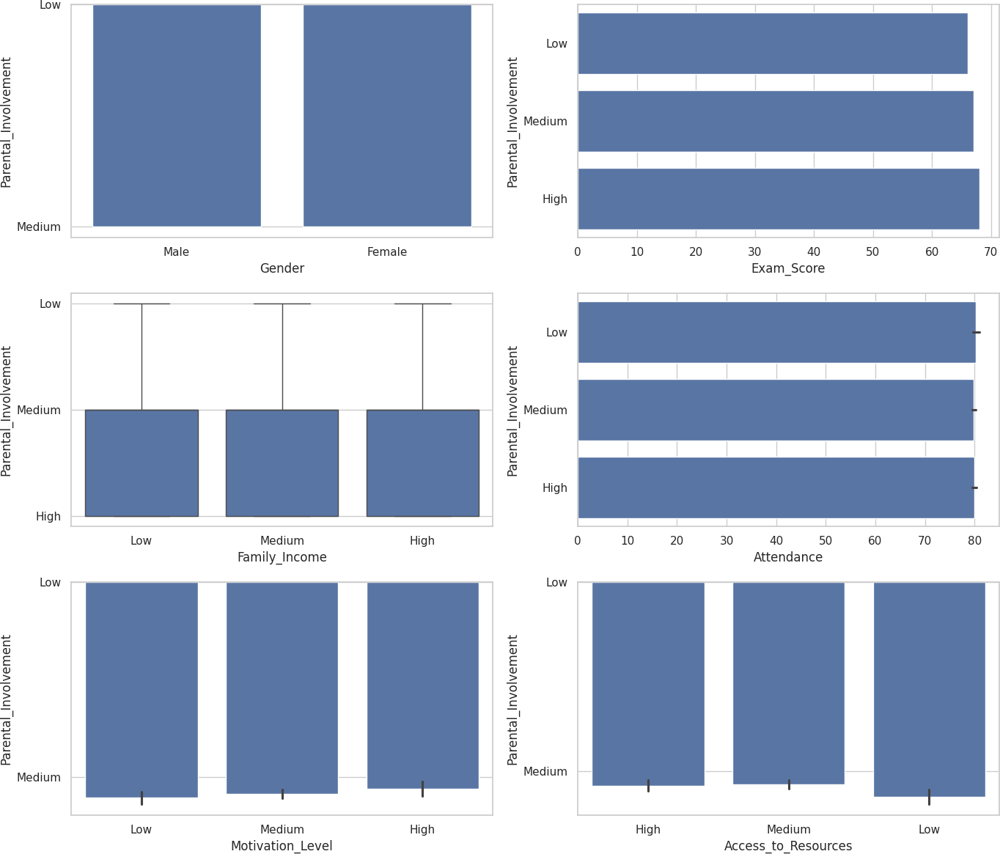 Parental_Involvement
Low
Medium
Male
Female
Gender
Parental_Involvement
Low
Medium
High
0 10 20 30 40 50 60 70
Exam_Score
Parental_Involvement
Low
Medium
High
Low
Medium
High
Family_Income
Parental_Involvement
Low
Medium
High
0 10 20 30 40 50 60 70 80
Attendance
Parental_Involvement
Low
Medium
Low
Medium
High
Motivation_Level
Parental_Involvement
Low
Medium
High
Medium
Low
Access_to_Resources